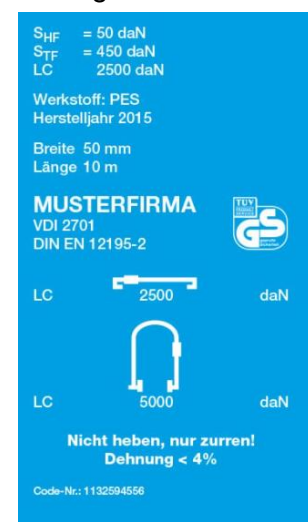 S_HF = 50 daN
S_TF = 450 daN
LC 2500 daN
Werkstoff: PES
Herstelljahr 2015
Breite 50 mm
Länge 10 m
MUSTERFIRMA
VDI 2701
DIN EN 12195-2
TÜV
GS
LC 2500 daN
LC 5000 daN
Nicht heben, nur zurren!
Dehnung < 4%
Code-Nr.: 1132594556